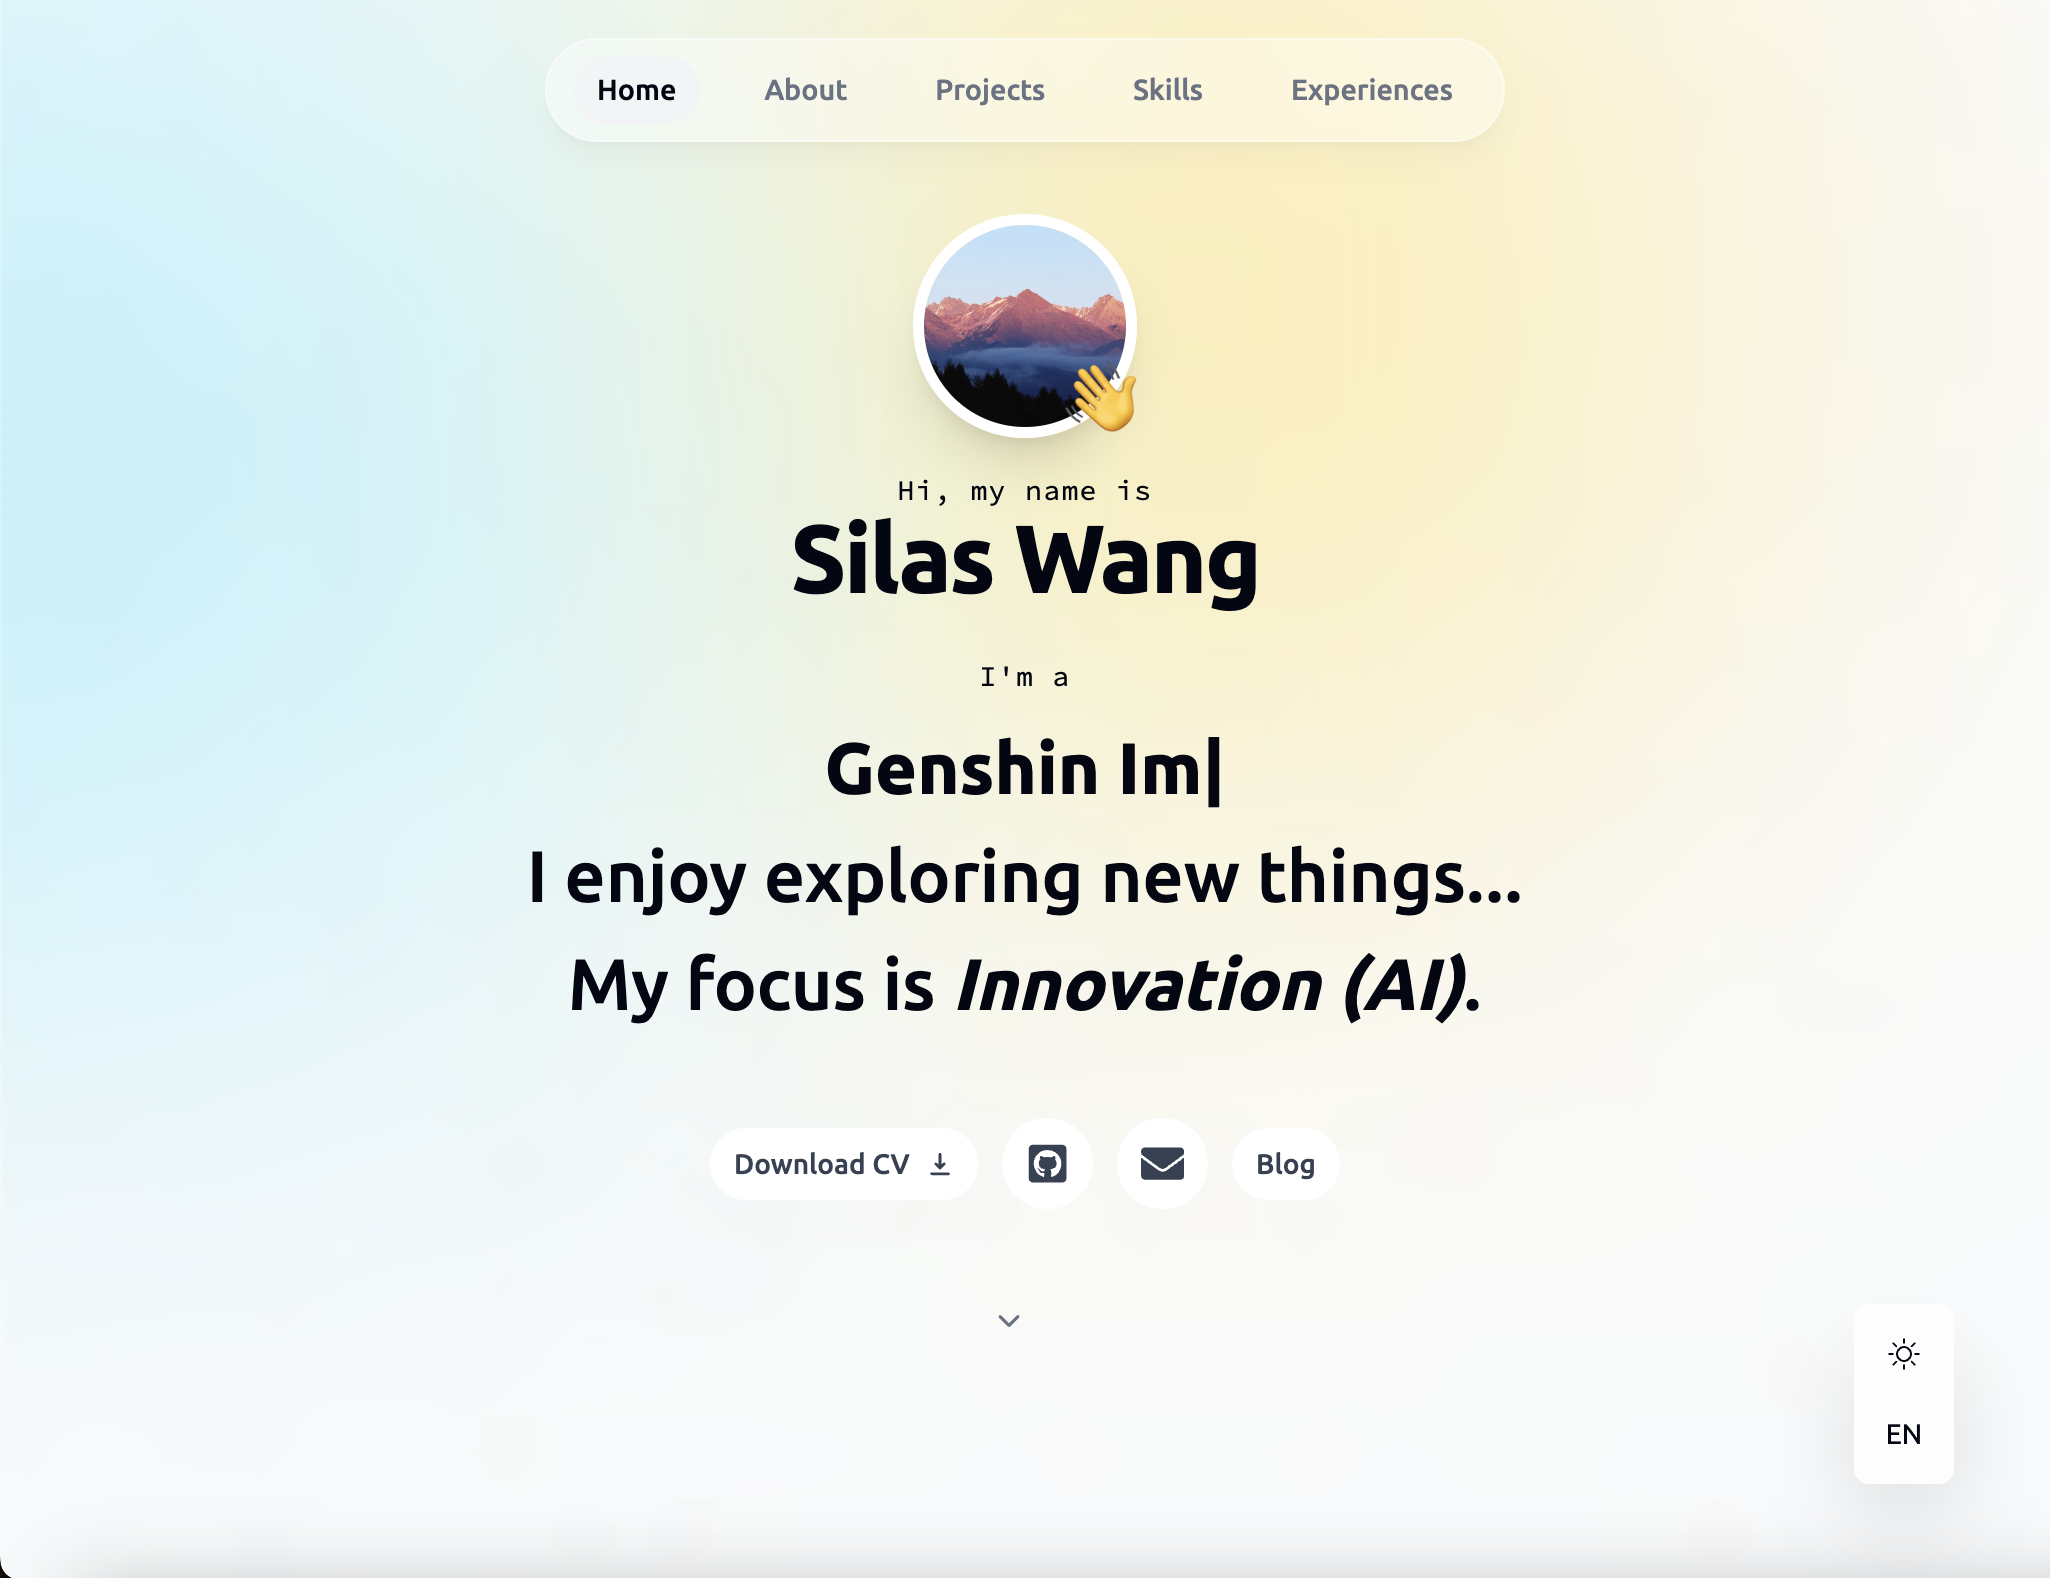 Home About Projects Skills Experiences
Hi, my name is
Silas Wang
I'm a
Genshin Im|
I enjoy exploring new things...
My focus is Innovation (AI).
Download CV Blog
EN